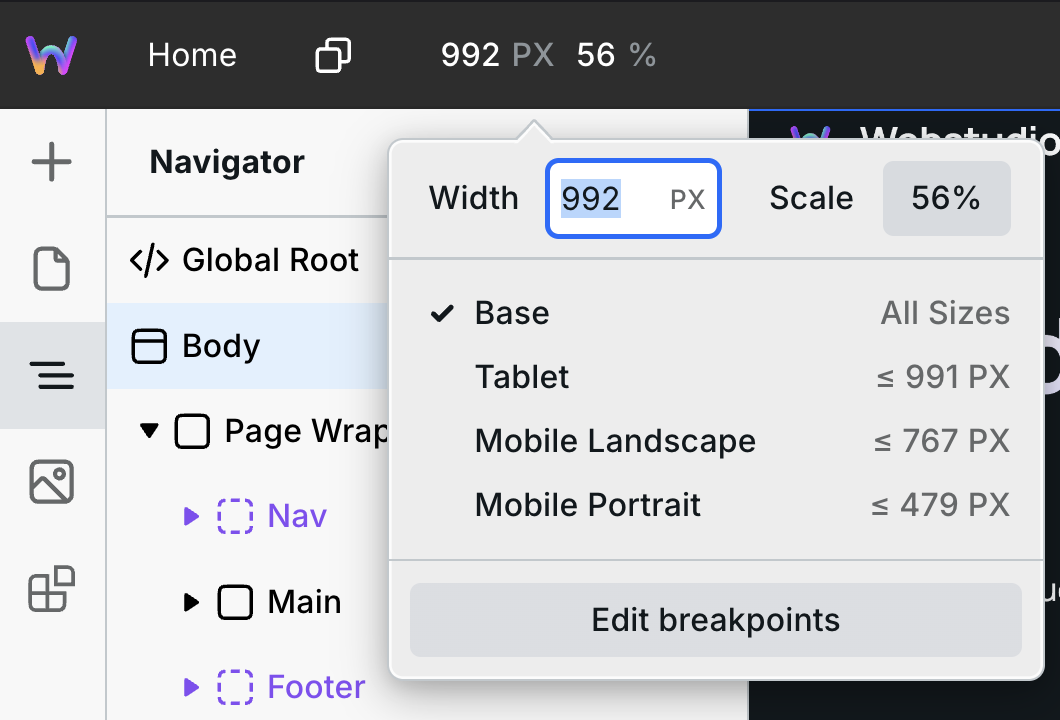 Home 992 PX 56 %
Navigator
Webstudio
Width 992 PX Scale 56%
Global Root
Base All Sizes
Body
Tablet ≤ 991 PX
Page Wrap
Mobile Landscape ≤ 767 PX
Mobile Portrait ≤ 479 PX
Nav
Main
Edit breakpoints
Footer